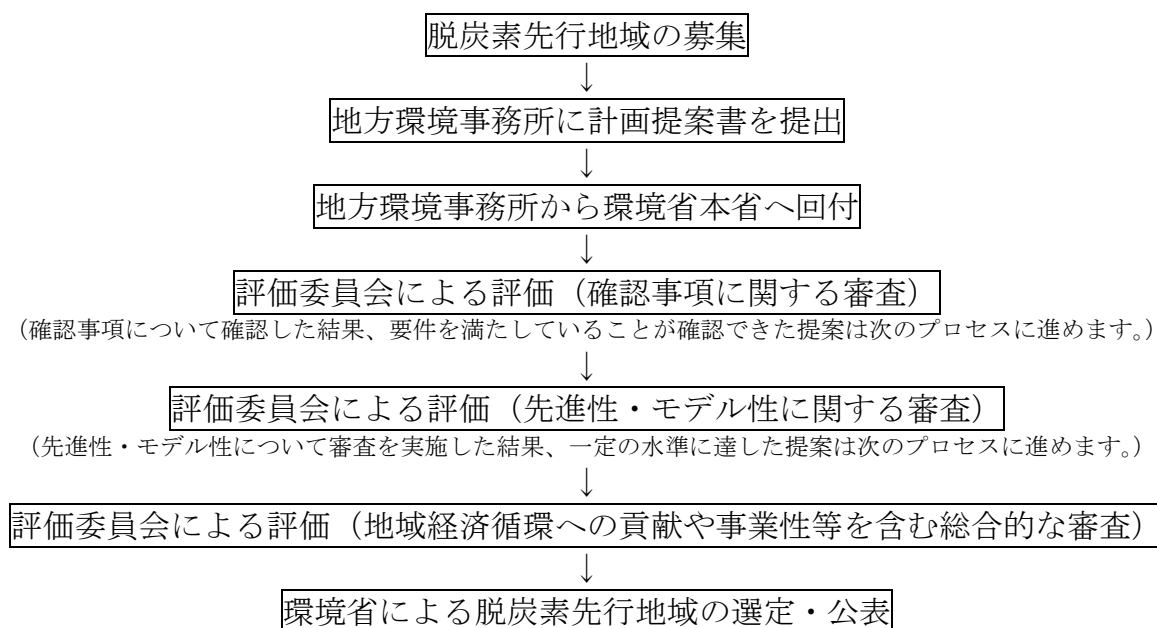 脱炭素先行地域の募集
↓
地方環境事務所に計画提案書を提出
↓
地方環境事務所から環境省本省へ回付
↓
評価委員会による評価(確認事項に関する審査)
(確認事項について確認した結果、要件を満たしていることが確認できた提案は次のプロセスに進めます。)
↓
評価委員会による評価(先進性・モデル性に関する審査)
(先進性・モデル性について審査を実施した結果、一定の水準に達した提案は次のプロセスに進めます。)
↓
評価委員会による評価(地域経済循環への貢献や事業性等を含む総合的な審査)
↓
環境省による脱炭素先行地域の選定・公表